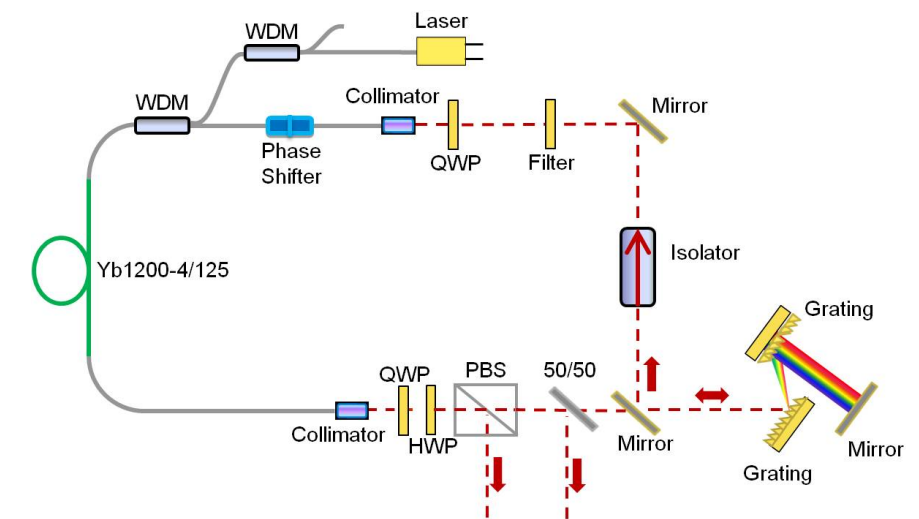 Laser
WDM
WDM
Collimator
Mirror
Phase
Shifter
QWP
Filter
Isolator
Yb1200-4/125
Grating
QWP
PBS
50/50
Collimator
HWP
Mirror
Mirror
Grating